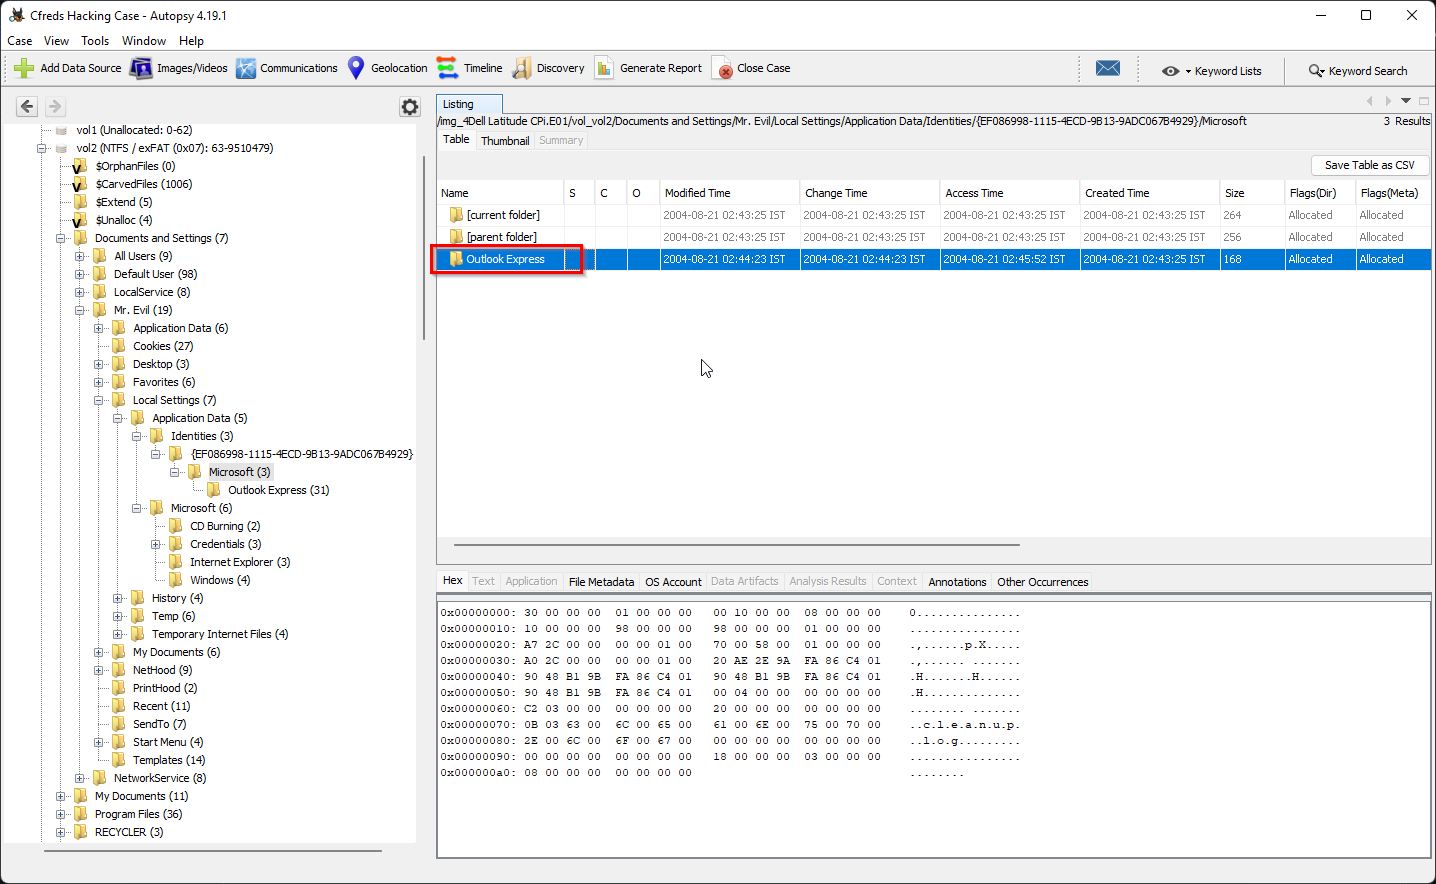 Cfreds Hacking Case - Autopsy 4.19.1
Case View Tools Window Help
Add Data Source Images/Videos Communications Geolocation Timeline Discovery Generate Report Close Case Keyword Lists Keyword Search
vol1 (Unallocated: 0-62)
vol2 (NTFS / exFAT (0x07): 63-9510479)
$OrphanFiles (0)
$CarvedFiles (1006)
$Extend (5)
$Unalloc (4)
Documents and Settings (7)
All Users (9)
Default User (98)
LocalService (8)
Mr. Evil (19)
Application Data (6)
Cookies (27)
Desktop (3)
Favorites (6)
Local Settings (7)
Application Data (5)
Identities (3)
{EF086998-1115-4ECD-9B13-9ADC067B4929}
Microsoft (3)
Outlook Express (31)
Microsoft (6)
CD Burning (2)
Credentials (3)
Internet Explorer (3)
Windows (4)
History (4)
Temp (6)
Temporary Internet Files (4)
My Documents (6)
NetHood (9)
PrintHood (2)
Recent (11)
SendTo (7)
Start Menu (4)
Templates (14)
NetworkService (8)
My Documents (11)
Program Files (36)
RECYCLER (3)
Listing
/img_4Dell Latitude CPi.E01/vol_vol2/Documents and Settings/Mr. Evil/Local Settings/Application Data/Identities/{EF086998-1115-4ECD-9B13-9ADC067B4929}/Microsoft 3 Results
Table Thumbnail Summary
Save Table as CSV
Name S C O Modified Time Change Time Access Time Created Time Size Flags(Dir) Flags(Meta)
[current folder] 2004-08-21 02:43:25 IST 2004-08-21 02:43:25 IST 2004-08-21 02:43:25 IST 2004-08-21 02:43:25 IST 264 Allocated Allocated
[parent folder] 2004-08-21 02:43:25 IST 2004-08-21 02:43:25 IST 2004-08-21 02:43:25 IST 2004-08-21 02:43:25 IST 256 Allocated Allocated
Outlook Express 2004-08-21 02:44:23 IST 2004-08-21 02:44:23 IST 2004-08-21 02:45:52 IST 2004-08-21 02:43:25 IST 168 Allocated Allocated
Hex Text Application File Metadata OS Account Data Artifacts Analysis Results Context Annotations Other Occurrences
0x00000000: 30 00 00 00 01 00 00 00 00 10 00 00 08 00 00 00 0...............
0x00000010: 10 00 00 00 98 00 00 00 98 00 00 00 01 00 00 00 ................
0x00000020: A7 2C 00 00 00 00 01 00 70 00 58 00 01 00 00 00 .,......p.X.....
0x00000030: A0 2C 00 00 00 00 01 00 20 AE 2E 9A FA 86 C4 01 .,...... .......
0x00000040: 90 48 B1 9B FA 86 C4 01 90 48 B1 9B FA 86 C4 01 .H.......H......
0x00000050: 90 48 B1 9B FA 86 C4 01 00 04 00 00 00 00 00 00 .H..............
0x00000060: C2 03 00 00 00 00 00 00 20 00 00 00 00 00 00 00 ........ .......
0x00000070: 0B 03 63 00 6C 00 65 00 61 00 6E 00 75 00 70 00 ..c.l.e.a.n.u.p.
0x00000080: 2E 00 6C 00 6F 00 67 00 00 00 00 00 00 00 00 00 ..l.o.g.........
0x00000090: 00 00 00 00 00 00 00 00 18 00 00 00 03 00 00 00 ................
0x000000a0: 08 00 00 00 00 00 00 00 ........